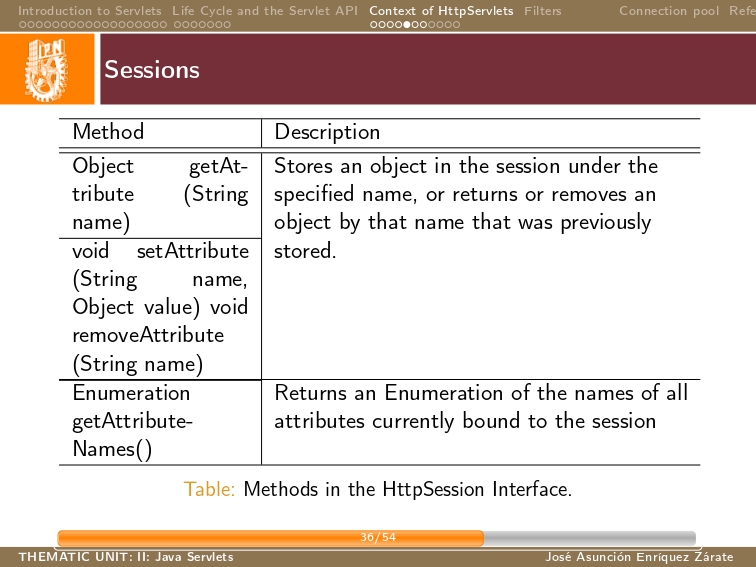 Introduction to Servlets Life Cycle and the Servlet API Context of HttpServlets Filters Connection pool Refe
IPN
Sessions
Method Description
Object getAt-
tribute (String
name)
Stores an object in the session under the
specified name, or returns or removes an
object by that name that was previously
stored.
void setAttribute
(String name,
Object value) void
removeAttribute
(String name)
Enumeration
getAttribute-
Names()
Returns an Enumeration of the names of all
attributes currently bound to the session
Table: Methods in the HttpSession Interface.
36/54
THEMATIC UNIT: II: Java Servlets José Asunción Enríquez Zárate